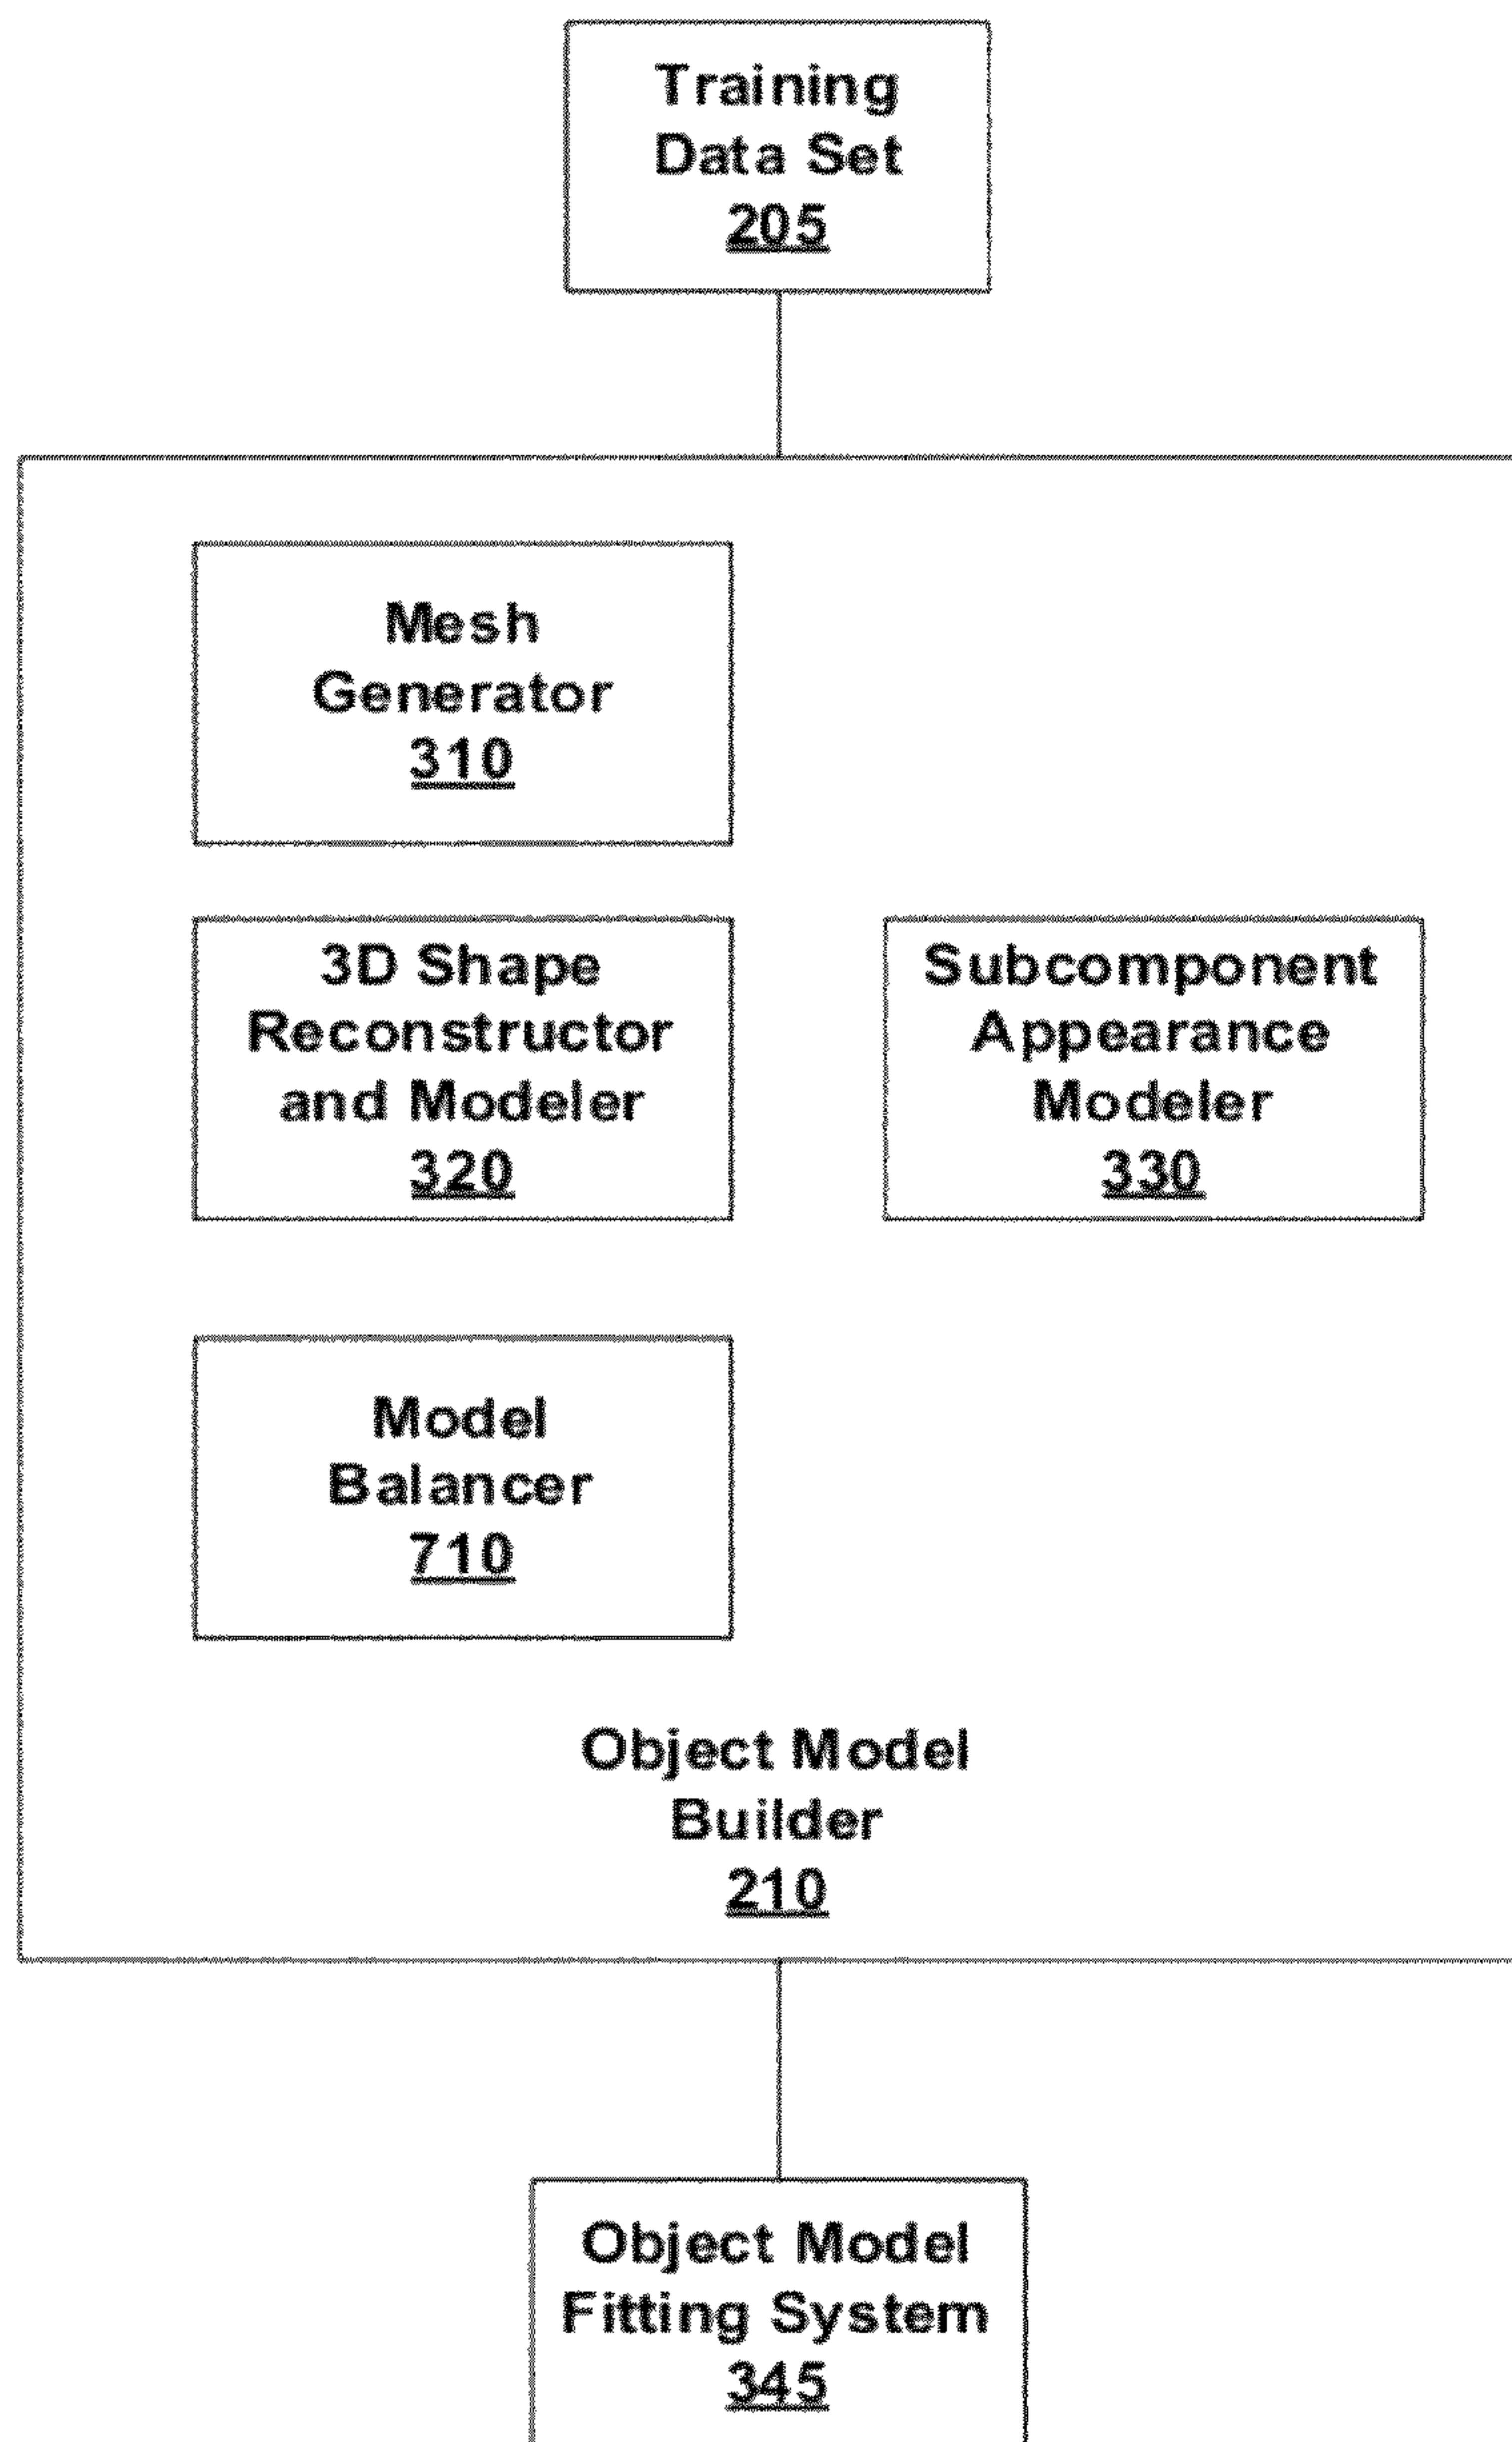 Training
Data Set
205
Mesh
Generator
310
3D Shape
Reconstructor
and Modeler
320
Subcomponent
Appearance
Modeler
330
Model
Balancer
710
Object Model
Builder
210
Object Model
Fitting System
345